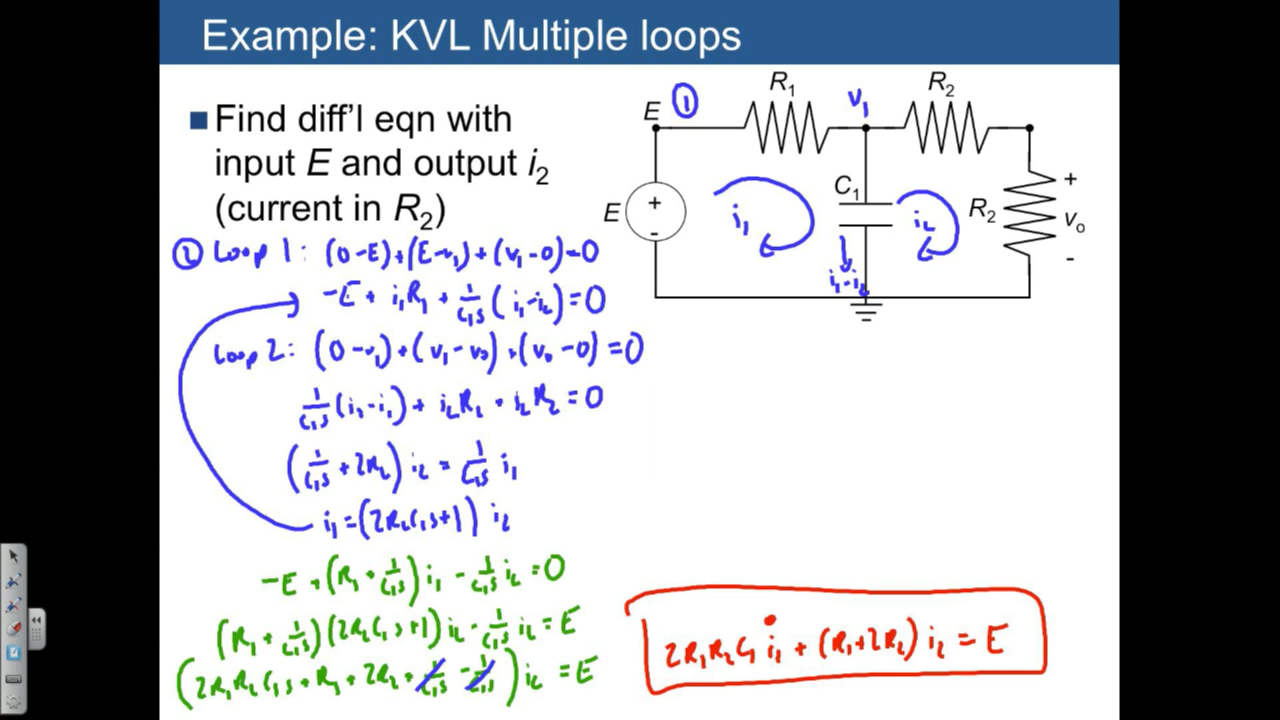 Example: KVL Multiple loops
■ Find diff'l eqn with
input E and output i₂
(current in R₂)
E
①
R₁
v₁
R₂
E
+
-
i₁
C₁
i₁-i₂
i₂
R₂
+
v₀
-
② Loop 1: (0-E)+(E-v₁)+(v₁-0)=0
-E + i₁R₁ + 1/C₁s (i₁-i₂)=0
Loop 2: (0-v₁)+(v₁-v₀)+(v₀-0)=0
1/C₁s (i₂-i₁)+ i₂R₂ + i₂R₂ =0
(1/C₁s +2R₂) i₂ = 1/C₁s i₁
i₁=(2R₂C₁s+1) i₂
-E +(R₁ + 1/C₁s) i₁ - 1/C₁s i₂ =0
(R₁ + 1/C₁s)(2R₂C₁s+1) i₂ - 1/C₁s i₂ = E
(2R₁R₂C₁s + R₁ + 2R₂ + 1/C₁s - 1/C₁s) i₂ = E
2R₁R₂C₁ i̇₂ + (R₁+2R₂) i₂ = E